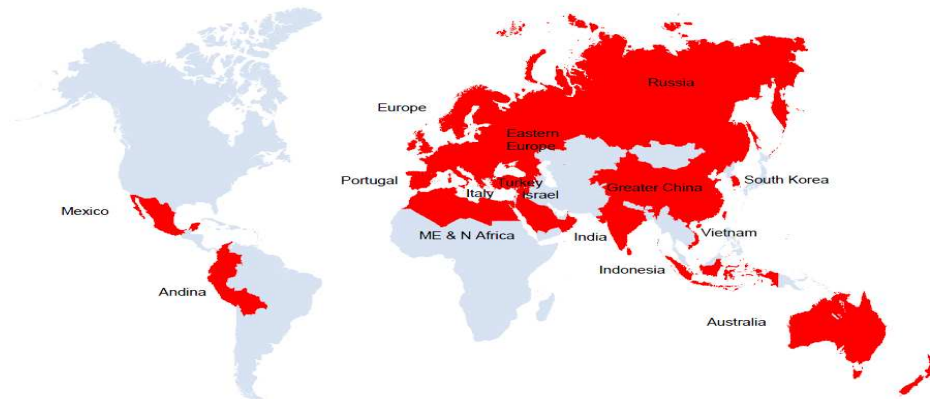 Russia
Europe
Eastern
Europe
Portugal
Italy
Turkey
Israel
Greater China
South Korea
Mexico
ME & N Africa
India
Vietnam
Indonesia
Andina
Australia